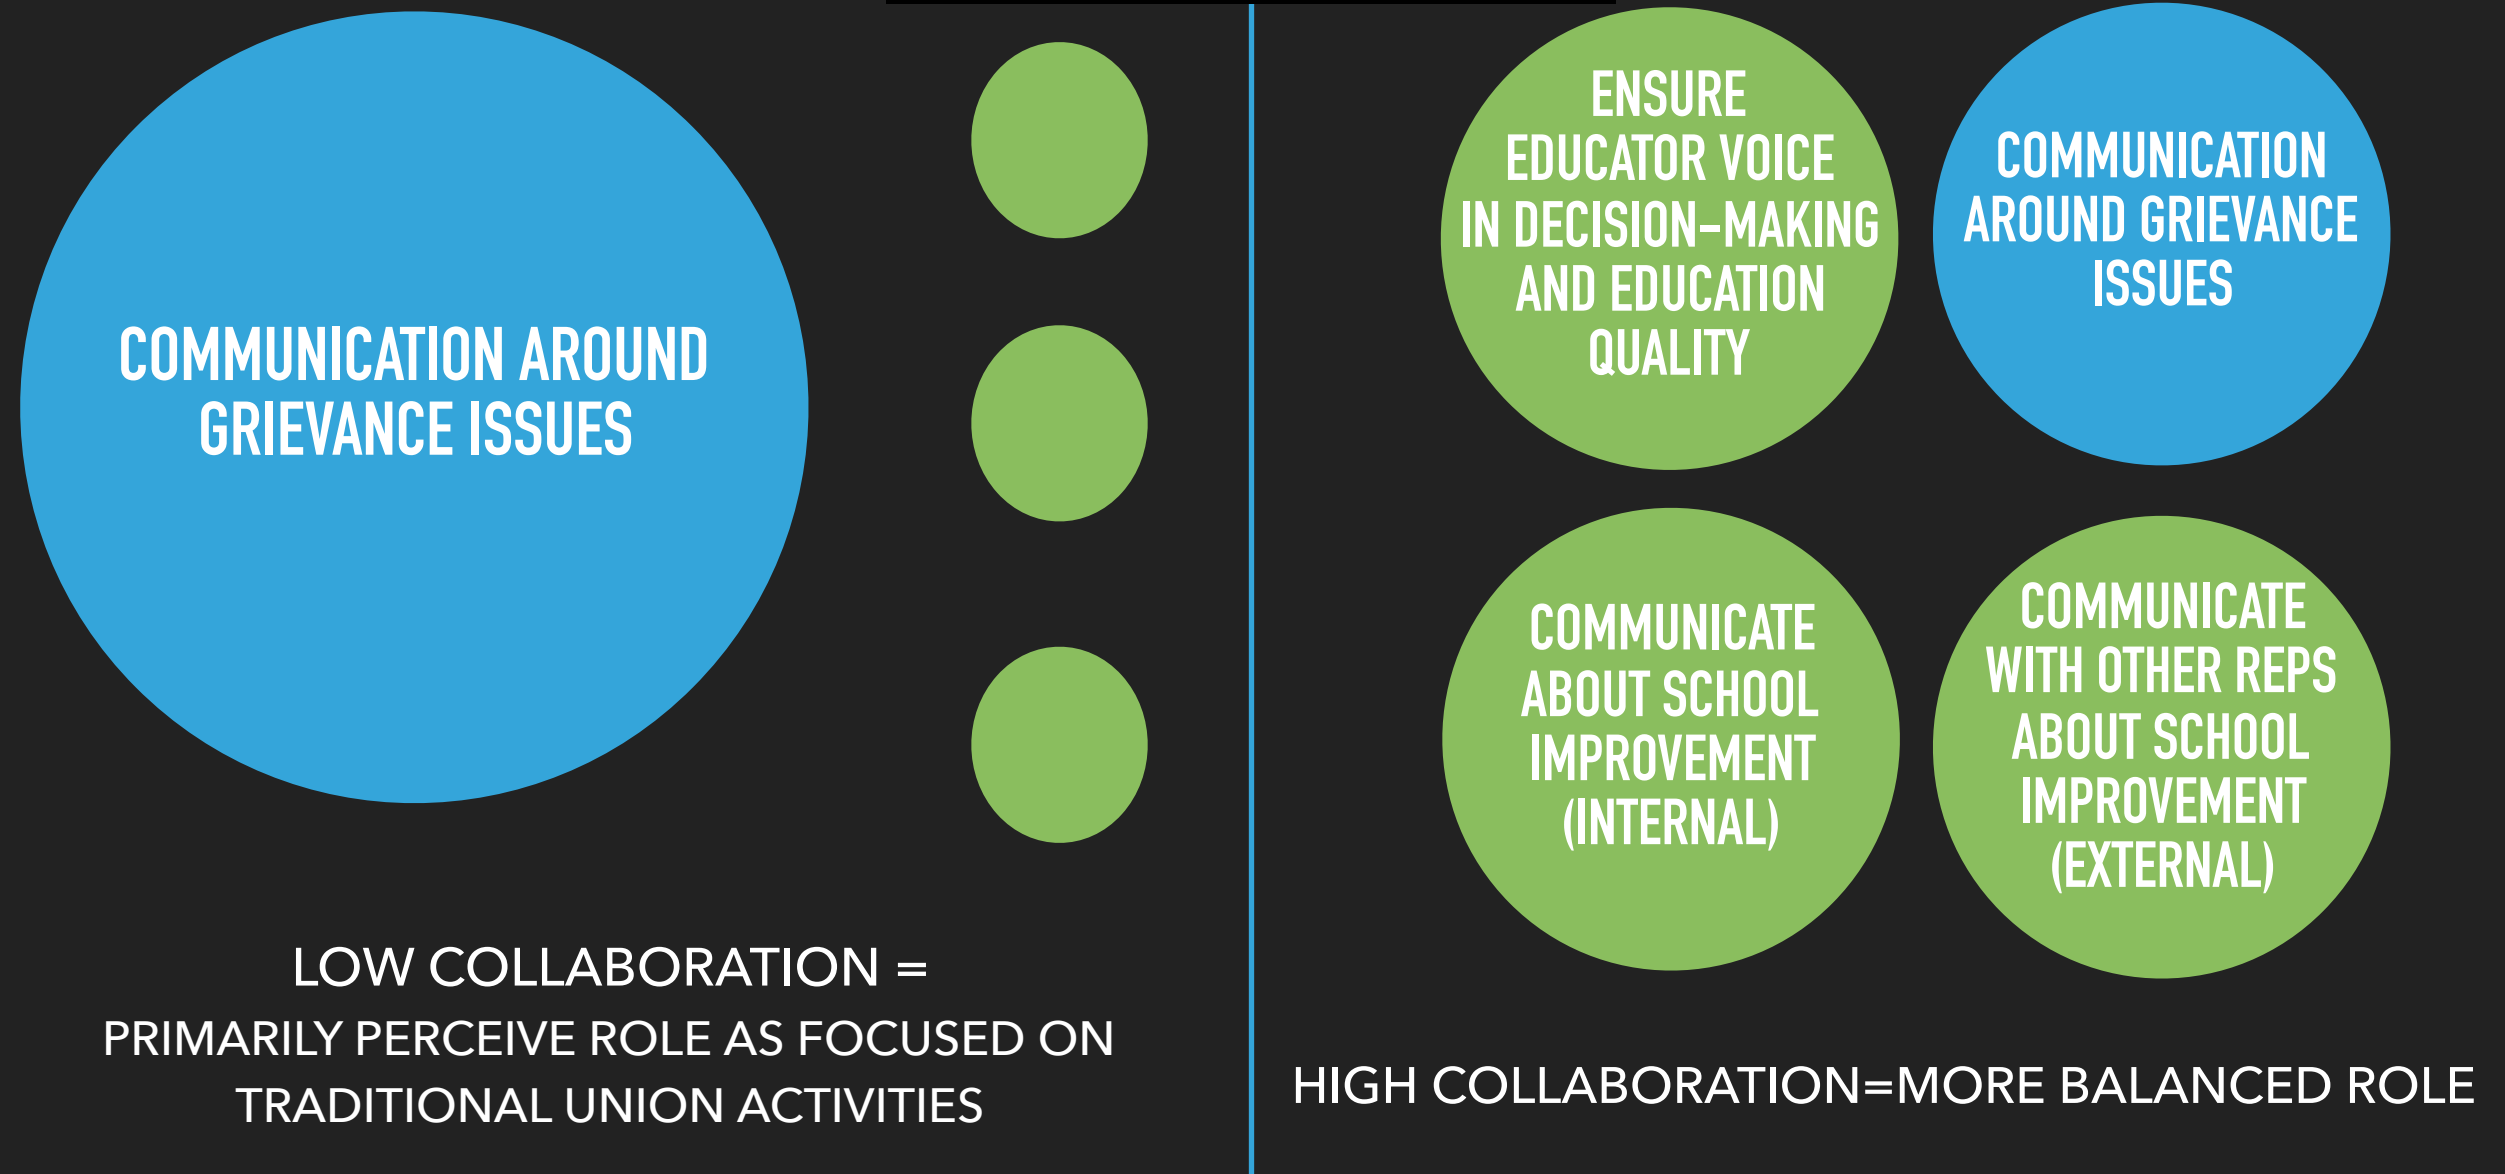 COMMUNICATION AROUND
GRIEVANCE ISSUES
LOW COLLABORATION =
PRIMARILY PERCEIVE ROLE AS FOCUSED ON
TRADITIONAL UNION ACTIVITIES
ENSURE
EDUCATOR VOICE
IN DECISION-MAKING
AND EDUCATION
QUALITY
COMMUNICATION
AROUND GRIEVANCE
ISSUES
COMMUNICATE
ABOUT SCHOOL
IMPROVEMENT
(INTERNAL)
COMMUNIICATE
WITH OTHER REPS
ABOUT SCHOOL
IMPROVEMENT
(EXTERNAL)
HIGH COLLABORATION=MORE BALANCED ROLE